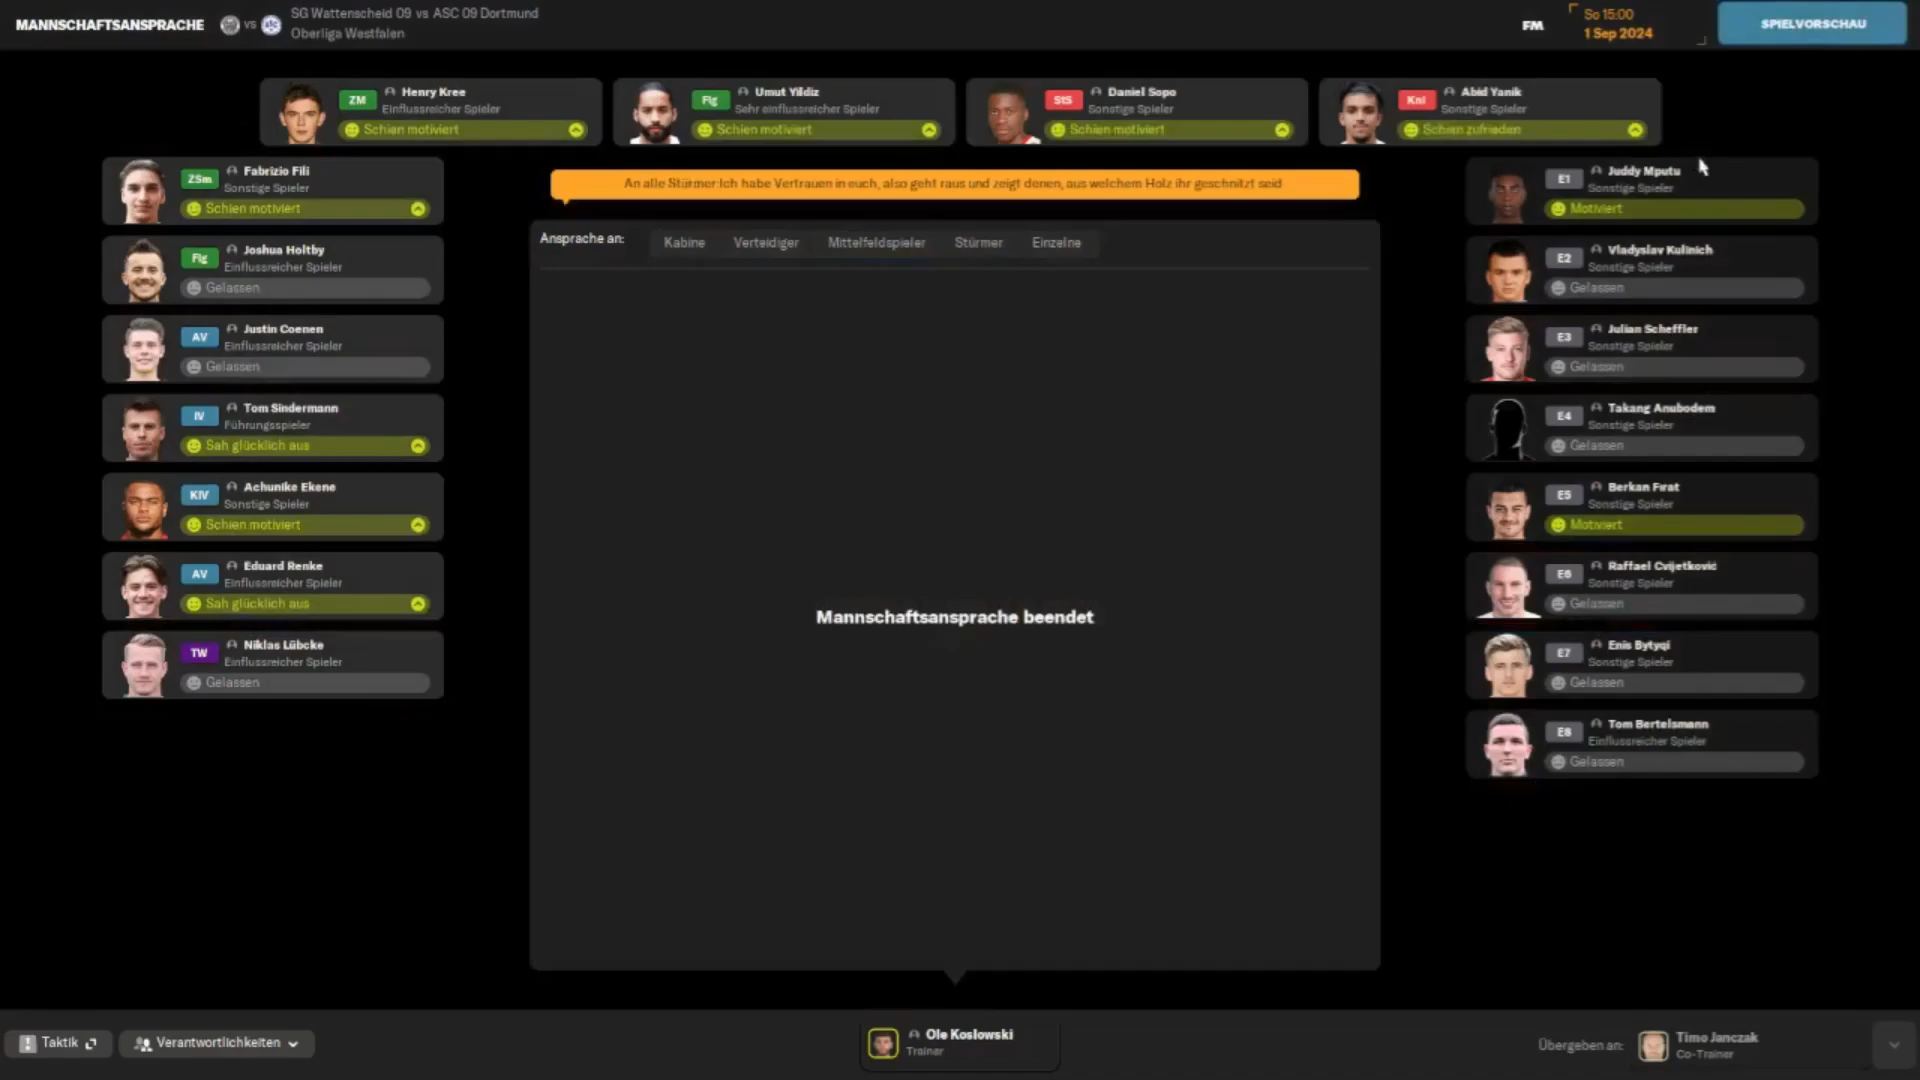 MANNSCHAFTSANSPRACHE
vs
SG Wattenscheid 09 vs ASC 09 Dortmund
Oberliga Westfalen
FM
So 15:00
1 Sep 2024
SPIELVORSCHAU
ZM
Henry Kree
Einflussreicher Spieler
Schien motiviert
Flg
Umut Yildiz
Sehr einflussreicher Spieler
Schien motiviert
StS
Daniel Sopo
Sonstige Spieler
Schien motiviert
Knl
Abid Yanik
Sonstige Spieler
Schien zufrieden
ZSm
Fabrizio Fili
Sonstige Spieler
Schien motiviert
Flg
Joshua Holtby
Einflussreicher Spieler
Gelassen
AV
Justin Coenen
Einflussreicher Spieler
Gelassen
IV
Tom Sindermann
Führungsspieler
Sah glücklich aus
KIV
Achunike Ekene
Sonstige Spieler
Schien motiviert
AV
Eduard Renke
Einflussreicher Spieler
Sah glücklich aus
TW
Niklas Lübcke
Einflussreicher Spieler
Gelassen
An alle Stürmer:Ich habe Vertrauen in euch, also geht raus und zeigt denen, aus welchem Holz ihr geschnitzt seid
Ansprache an:
Kabine
Verteidiger
Mittelfeldspieler
Stürmer
Einzelne
Mannschaftsansprache beendet
E1
Juddy Mputu
Sonstige Spieler
Motiviert
E2
Vladyslav Kulinich
Sonstige Spieler
Gelassen
E3
Julian Scheffler
Sonstige Spieler
Gelassen
E4
Takang Anubodem
Sonstige Spieler
Gelassen
E5
Berkan Fırat
Sonstige Spieler
Motiviert
E6
Raffael Cvijetković
Sonstige Spieler
Gelassen
E7
Enis Bytyqi
Sonstige Spieler
Gelassen
E8
Tom Bertelsmann
Einflussreicher Spieler
Gelassen
Taktik
Verantwortlichkeiten
Ole Koslowski
Trainer
Übergeben an:
Timo Janczak
Co-Trainer